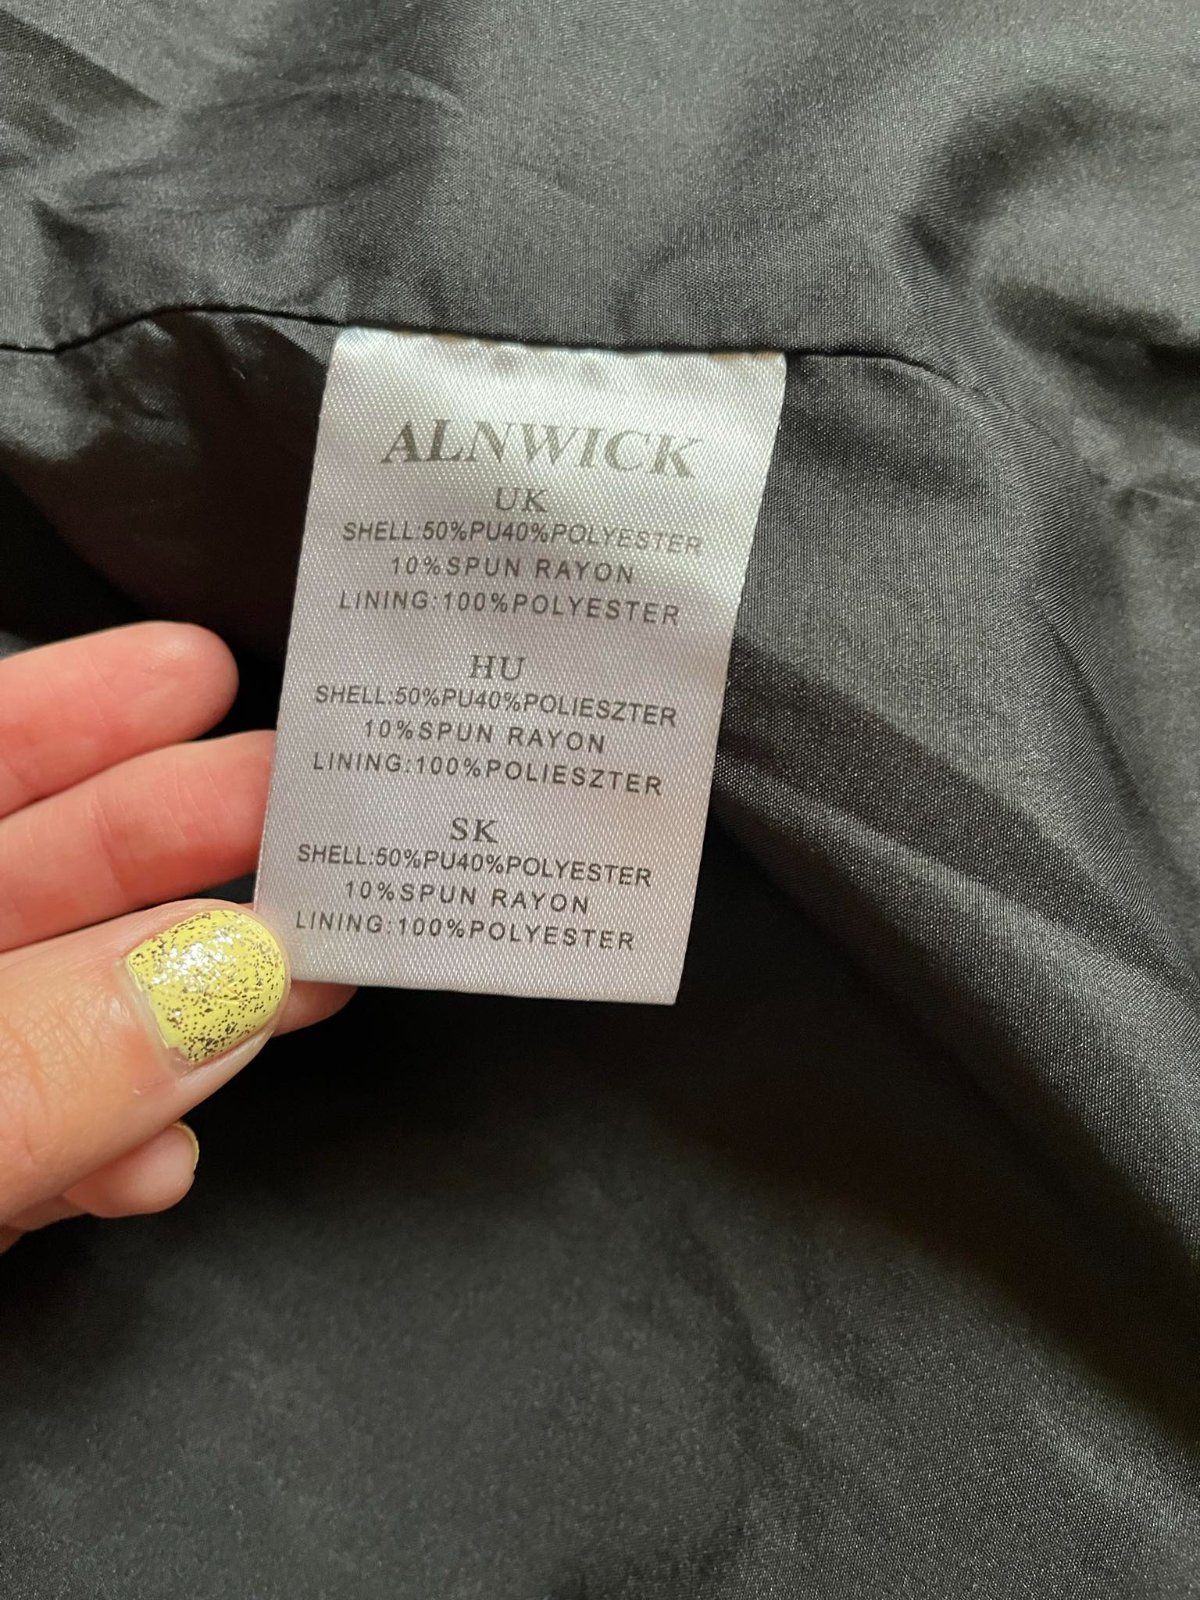 ALNWICK
UK
SHELL:50%PU40%POLYESTER
10%SPUN RAYON
LINING:100%POLYESTER
HU
SHELL:50%PU40%POLIESZTER
10%SPUN RAYON
LINING:100%POLIESZTER
SK
SHELL:50%PU40%POLYESTER
10%SPUN RAYON
LINING:100%POLYESTER